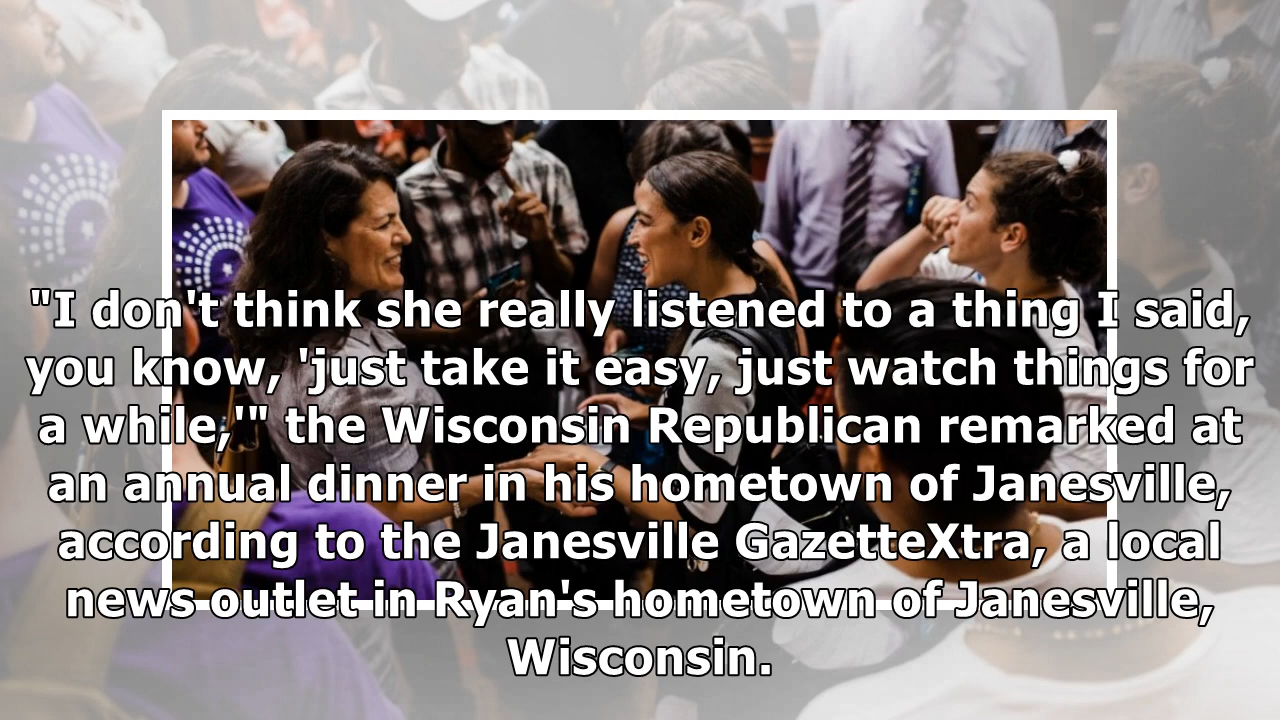 "I don't think she really listened to a thing I said,
you know, 'just take it easy, just watch things for
a while,'" the Wisconsin Republican remarked at
an annual dinner in his hometown of Janesville,
according to the Janesville GazetteXtra, a local
news outlet in Ryan's hometown of Janesville,
Wisconsin.